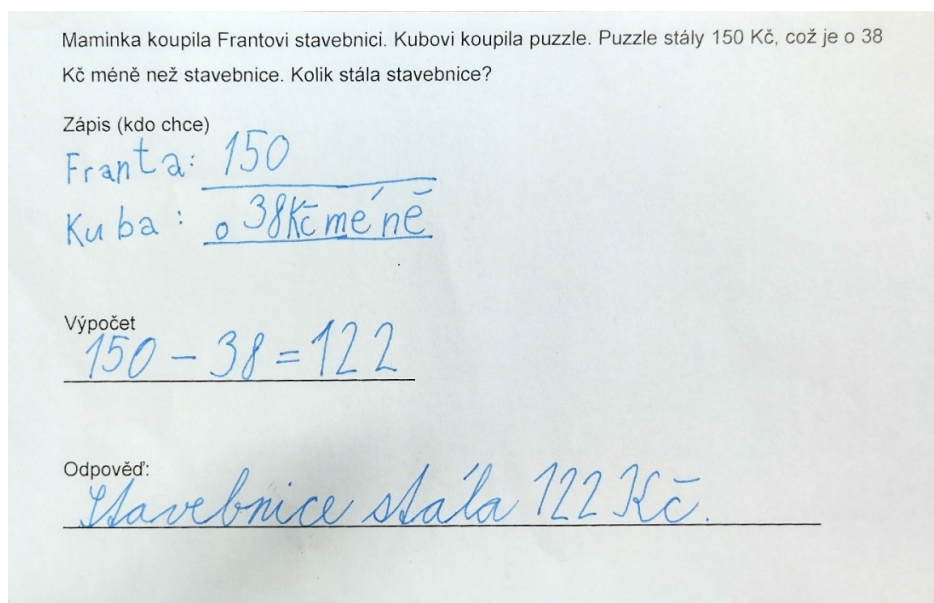 Maminka koupila Frantovi stavebnici. Kubovi koupila puzzle. Puzzle stály 150 Kč, což je o 38
Kč méně než stavebnice. Kolik stála stavebnice?
Zápis (kdo chce)
Franta: 150
Kuba: o 38Kč méně
Výpočet
150 - 38 = 122
Odpověď:
Stavebnice stála 122 Kč.